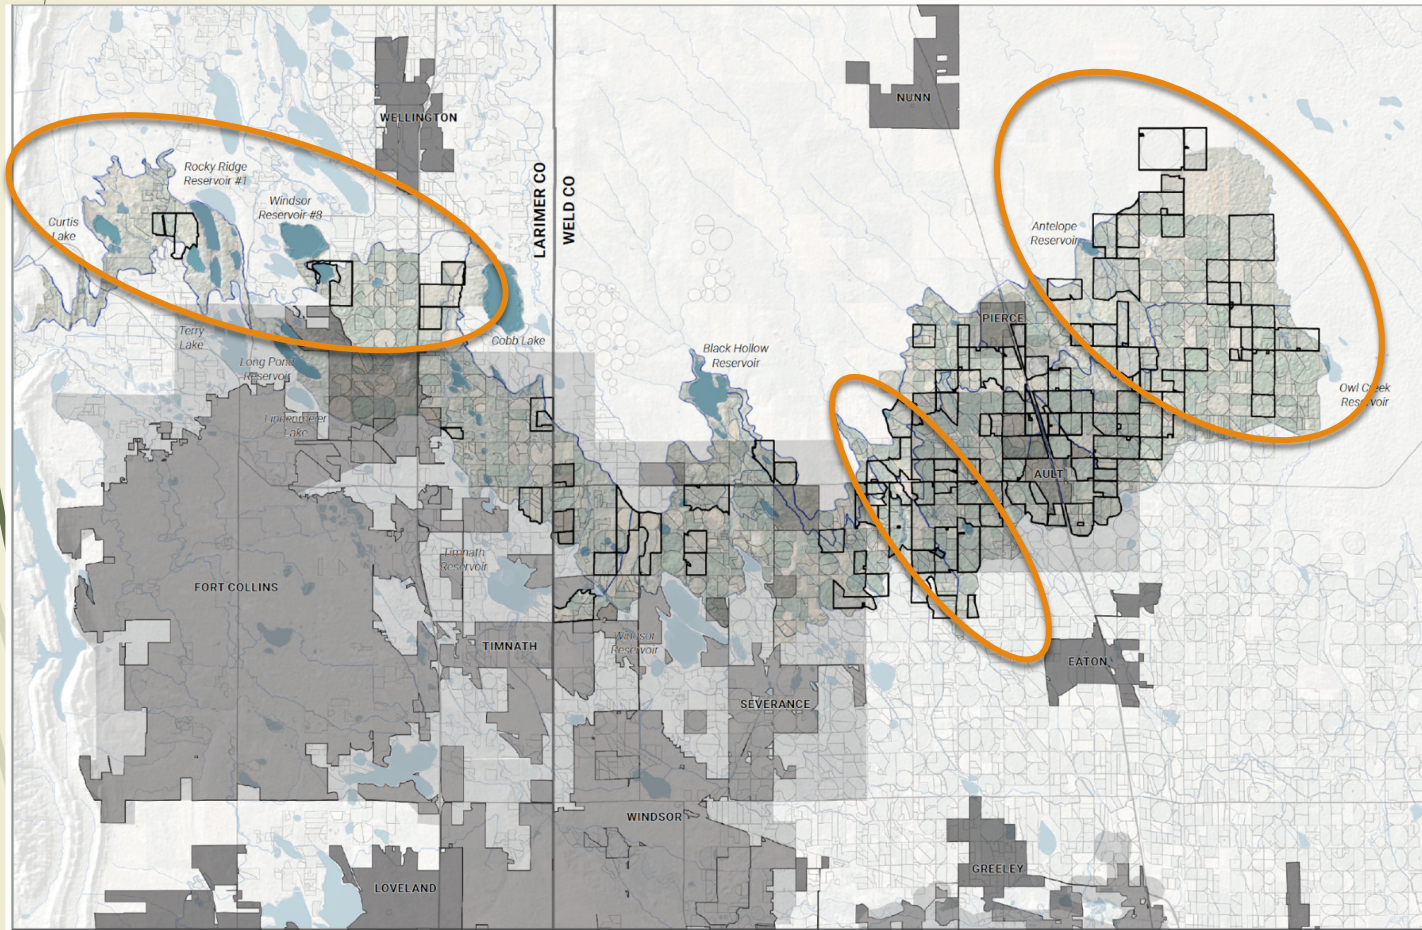 WELLINGTON
NUNN
Rocky Ridge
Reservoir #1
Windsor
Reservoir #8
Curtis
Lake
LARIMER CO
WELD CO
Antelope
Reservoir
Terry
Lake
Long Pond
Reservoir
Cobb Lake
Black Hollow
Reservoir
PIERCE
Owl Creek
Reservoir
Lindenmeier
Lake
AULT
Timnath
Reservoir
FORT COLLINS
TIMNATH
Windsor
Reservoir
EATON
SEVERANCE
WINDSOR
GREELEY
LOVELAND